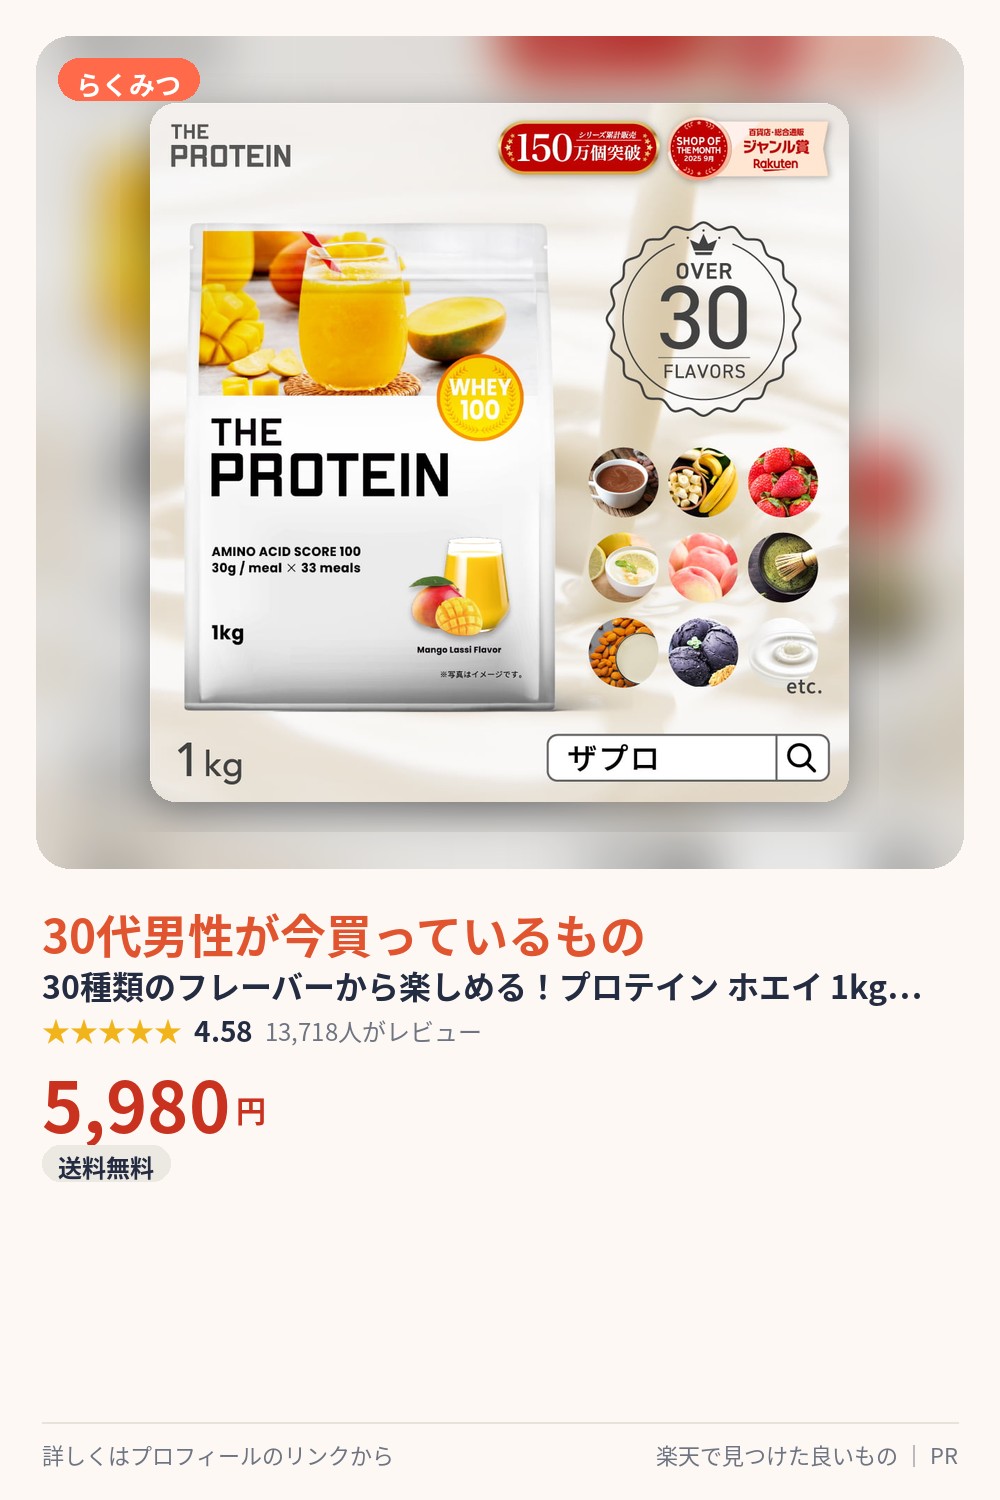 らくみつ
THE
PROTEIN
シリーズ累計販売
150万個突破
SHOP OF
THE MONTH
2025 9月
百貨店・総合通販
ジャンル賞
Rakuten
OVER
30
FLAVORS
WHEY
100
THE
PROTEIN
AMINO ACID SCORE 100
30g / meal × 33 meals
1kg
Mango Lassi Flavor
※写真はイメージです。
etc.
1kg
ザプロ
30代男性が今買っているもの
30種類のフレーバーから楽しめる！プロテイン ホエイ 1kg…
★★★★★ 4.58 13,718人がレビュー
5,980円
送料無料
詳しくはプロフィールのリンクから
楽天で見つけた良いもの｜PR